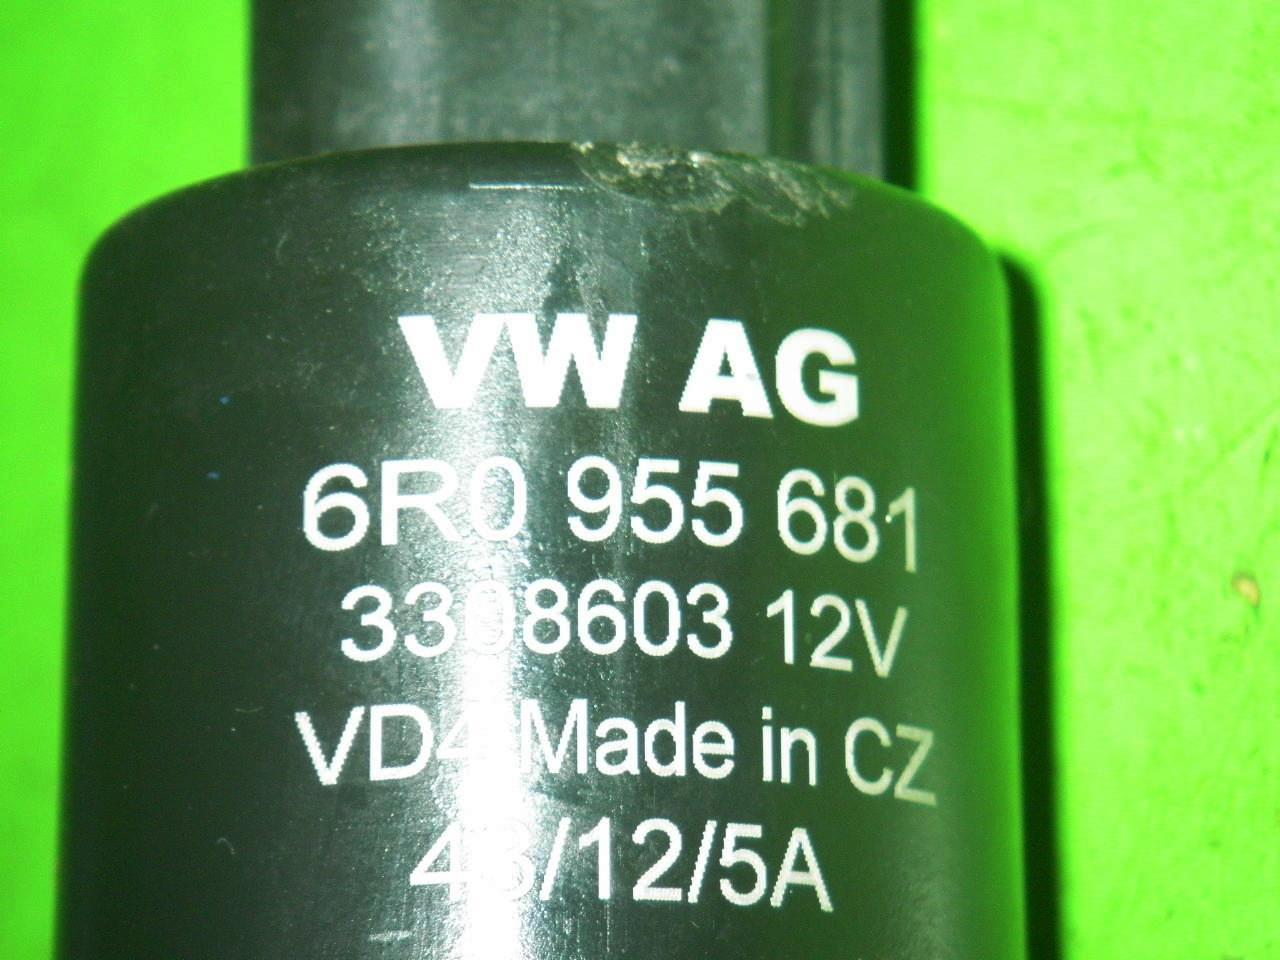 VW AG
6R0 955 681
3308603 12V
VD4 Made in CZ
43/12/5A